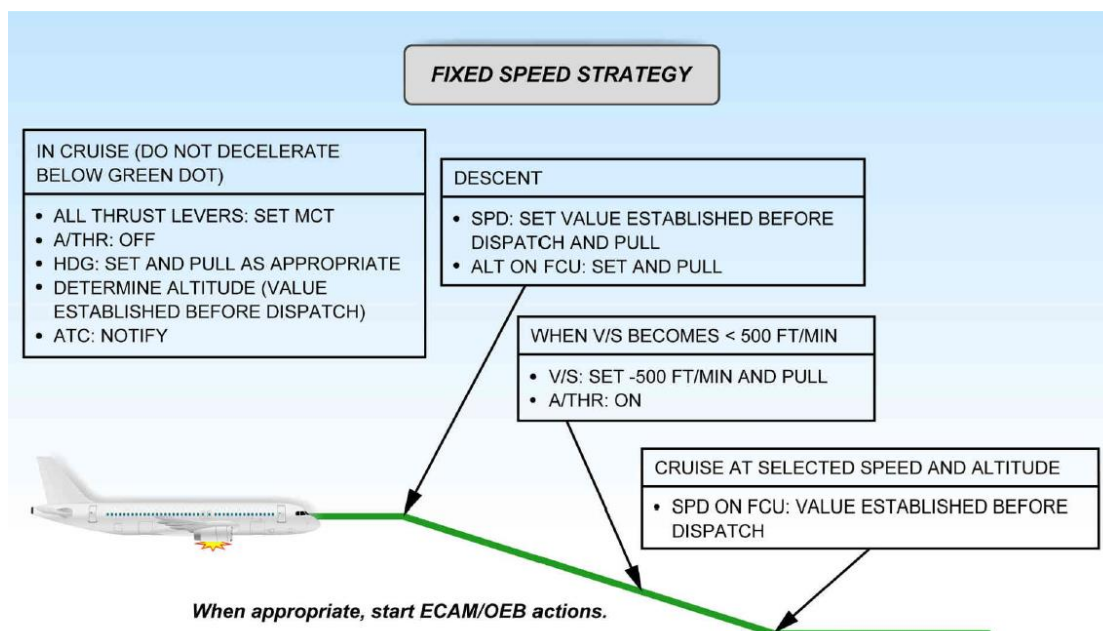 FIXED SPEED STRATEGY
IN CRUISE (DO NOT DECELERATE
BELOW GREEN DOT)
• ALL THRUST LEVERS: SET MCT
• A/THR: OFF
• HDG: SET AND PULL AS APPROPRIATE
• DETERMINE ALTITUDE (VALUE
ESTABLISHED BEFORE DISPATCH)
• ATC: NOTIFY
DESCENT
• SPD: SET VALUE ESTABLISHED BEFORE
DISPATCH AND PULL
• ALT ON FCU: SET AND PULL
WHEN V/S BECOMES < 500 FT/MIN
• V/S: SET -500 FT/MIN AND PULL
• A/THR: ON
CRUISE AT SELECTED SPEED AND ALTITUDE
• SPD ON FCU: VALUE ESTABLISHED BEFORE
DISPATCH
When appropriate, start ECAM/OEB actions.